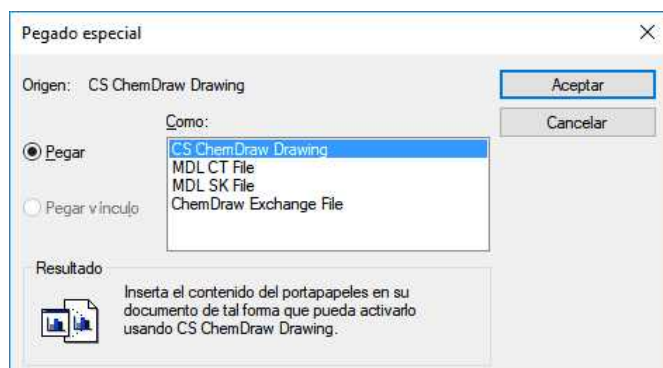 Pegado especial
Origen: CS ChemDraw Drawing
Aceptar
Como:
Cancelar
Pegar
CS ChemDraw Drawing
MDL CT File
MDL SK File
Pegar vínculo
ChemDraw Exchange File
Resultado
Inserta el contenido del portapapeles en su
documento de tal forma que pueda activarlo
usando CS ChemDraw Drawing.